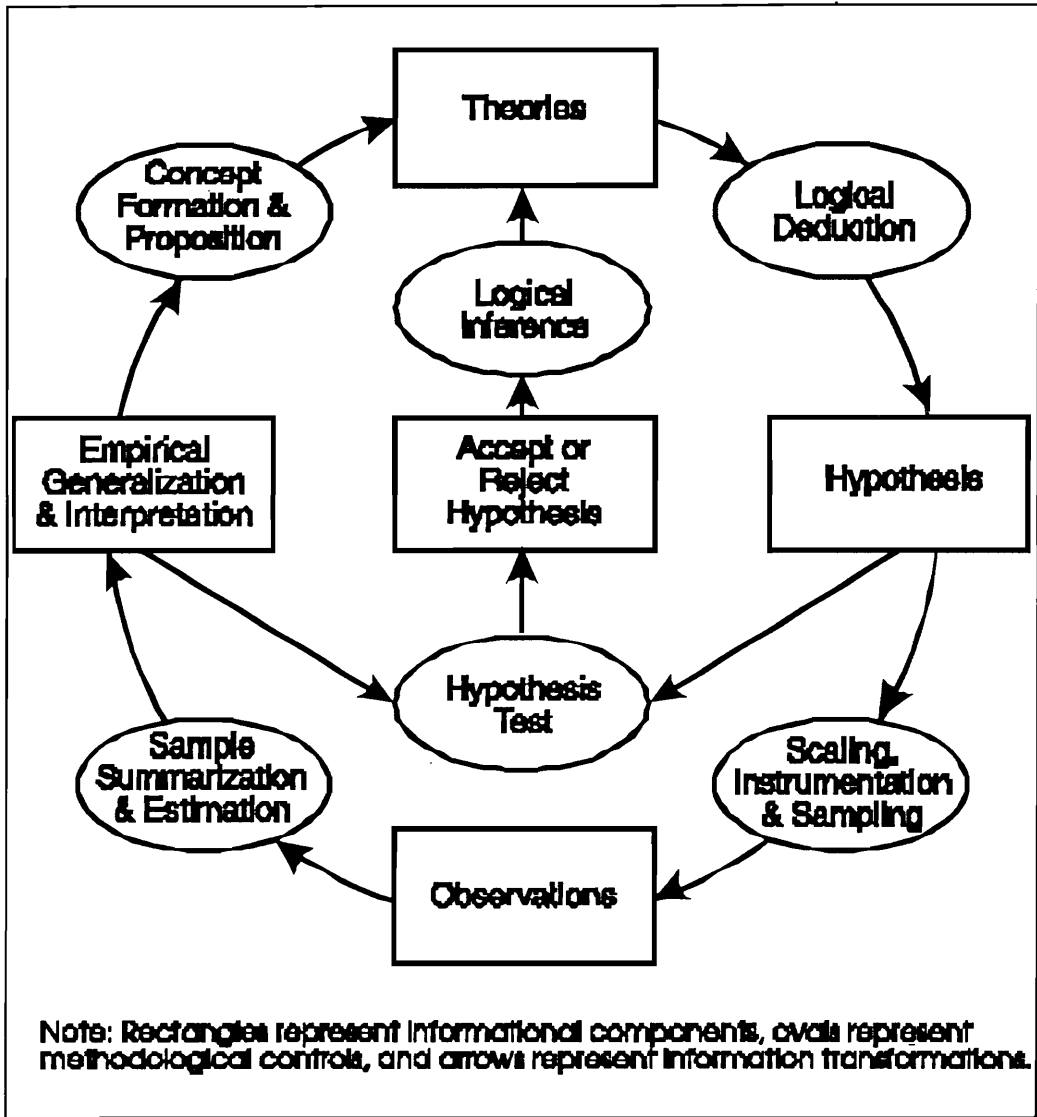 Theories
Concept
Formation &
Proposition
Logical
Deduction
Logical
Inference
Empirical
Generalization
& Interpretation
Accept or
Reject
Hypothesis
Hypothesis
Hypothesis
Test
Sample
Summarization
& Estimation
Scaling,
Instrumentation
& Sampling
Observations
Note: Rectangles represent informational components, ovals represent
methodological controls, and arrows represent information transformations.